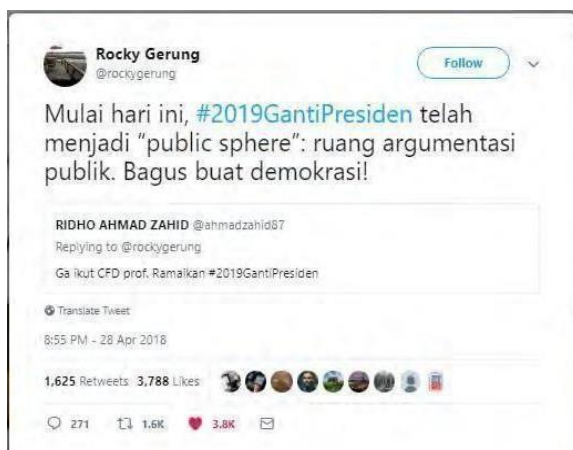 Rocky Gerung
@rockygerung
Follow
Mulai hari ini, #2019GantiPresiden telah
menjadi “public sphere”: ruang argumentasi
publik. Bagus buat demokrasi!
RIDHO AHMAD ZAHID @ahmadzahid87
Replying to @rockygerung
Ga ikut CFD prof. Ramaikan #2019GantiPresiden
Translate Tweet
8:55 PM - 28 Apr 2018
1,625 Retweets 3,788 Likes
271 1.6K 3.8K